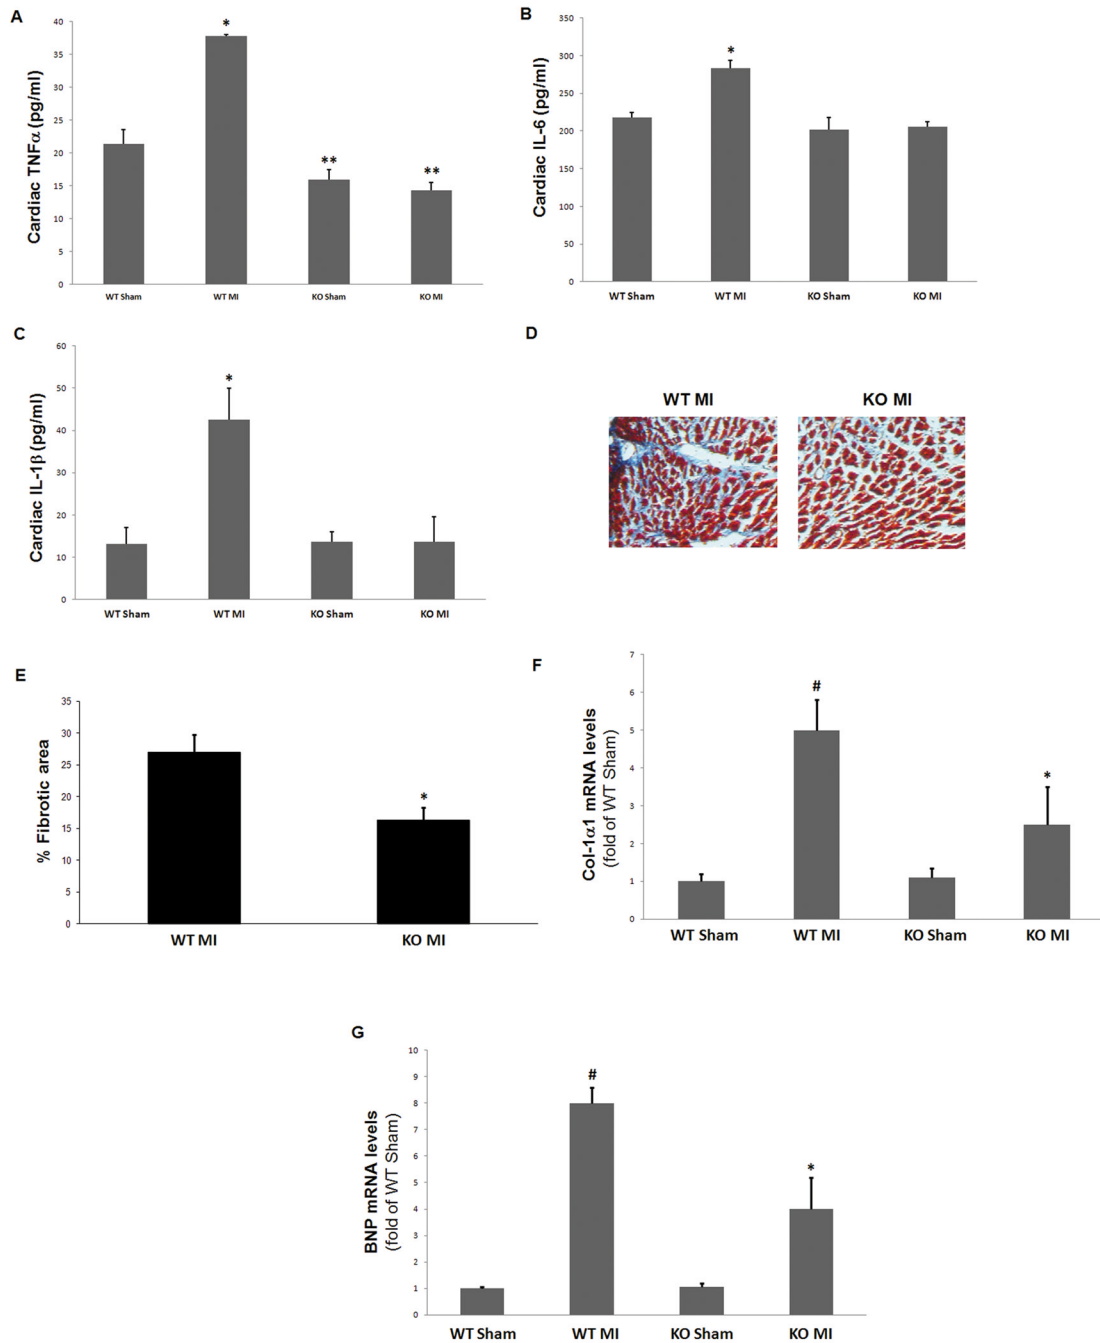 A
Cardiac TNFα (pg/ml)
40
35
30
25
20
15
10
5
0
*
**
**
WT Sham WT MI KO Sham KO MI
B
Cardiac IL-6 (pg/ml)
350
300
250
200
150
100
50
0
*
WT Sham WT MI KO Sham KO MI
C
Cardiac IL-1β (pg/ml)
60
50
40
30
20
10
0
*
WT Sham WT MI KO Sham KO MI
D
WT MI KO MI
E
% Fibrotic area
35
30
25
20
15
10
5
0
*
WT MI KO MI
F
Col-1α1 mRNA levels
(fold of WT Sham)
7
6
5
4
3
2
1
0
#
*
WT Sham WT MI KO Sham KO MI
G
BNP mRNA levels
(fold of WT Sham)
10
9
8
7
6
5
4
3
2
1
0
#
*
WT Sham WT MI KO Sham KO MI